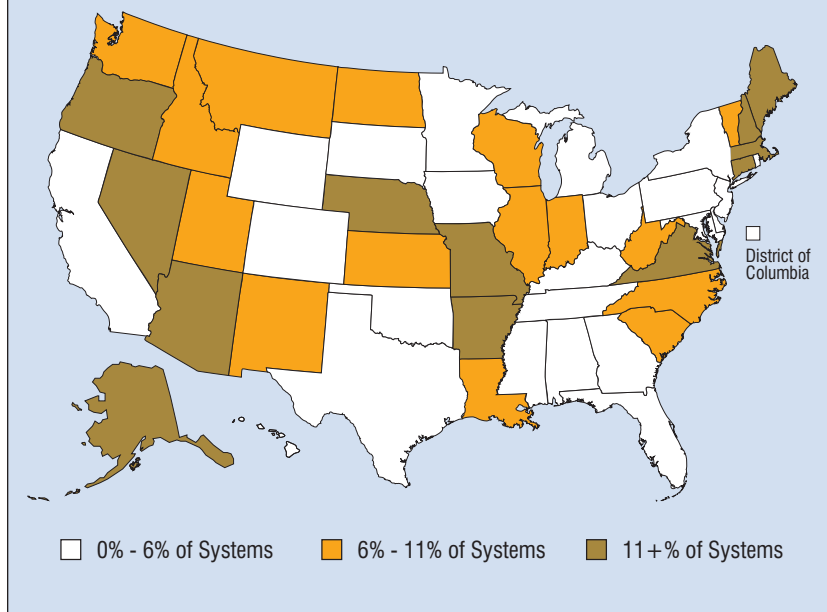 District of
Columbia
0% - 6% of Systems
6% - 11% of Systems
11+% of Systems